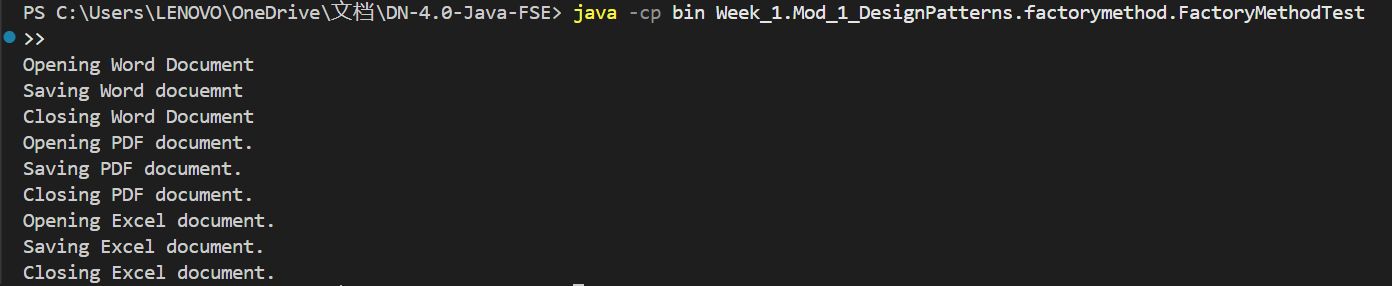 PS C:\Users\LENOVO\OneDrive\文档\DN-4.0-Java-FSE> java -cp bin Week_1.Mod_1_DesignPatterns.factorymethod.FactoryMethodTest
>>
Opening Word Document
Saving Word docuemnt
Closing Word Document
Opening PDF document.
Saving PDF document.
Closing PDF document.
Opening Excel document.
Saving Excel document.
Closing Excel document.